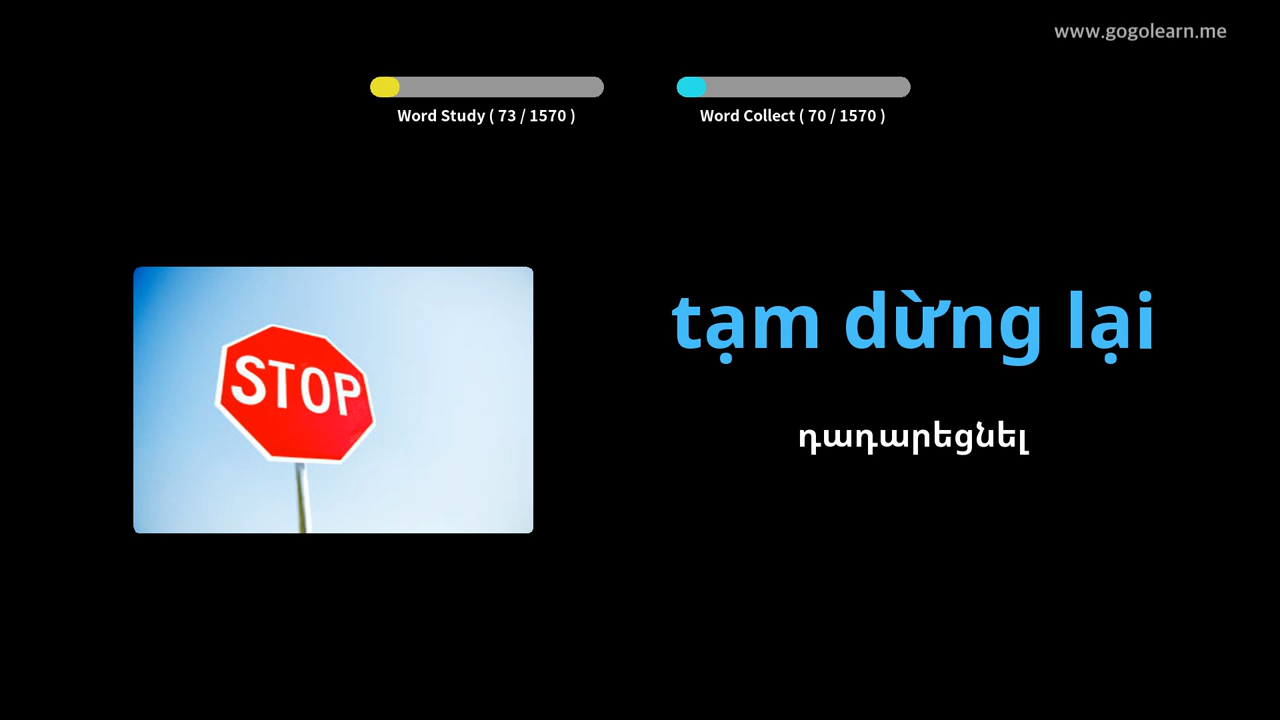 www.gogolearn.me
Word Study ( 73 / 1570 )
Word Collect ( 70 / 1570 )
STOP
tạm dừng lại
դադարեցնել